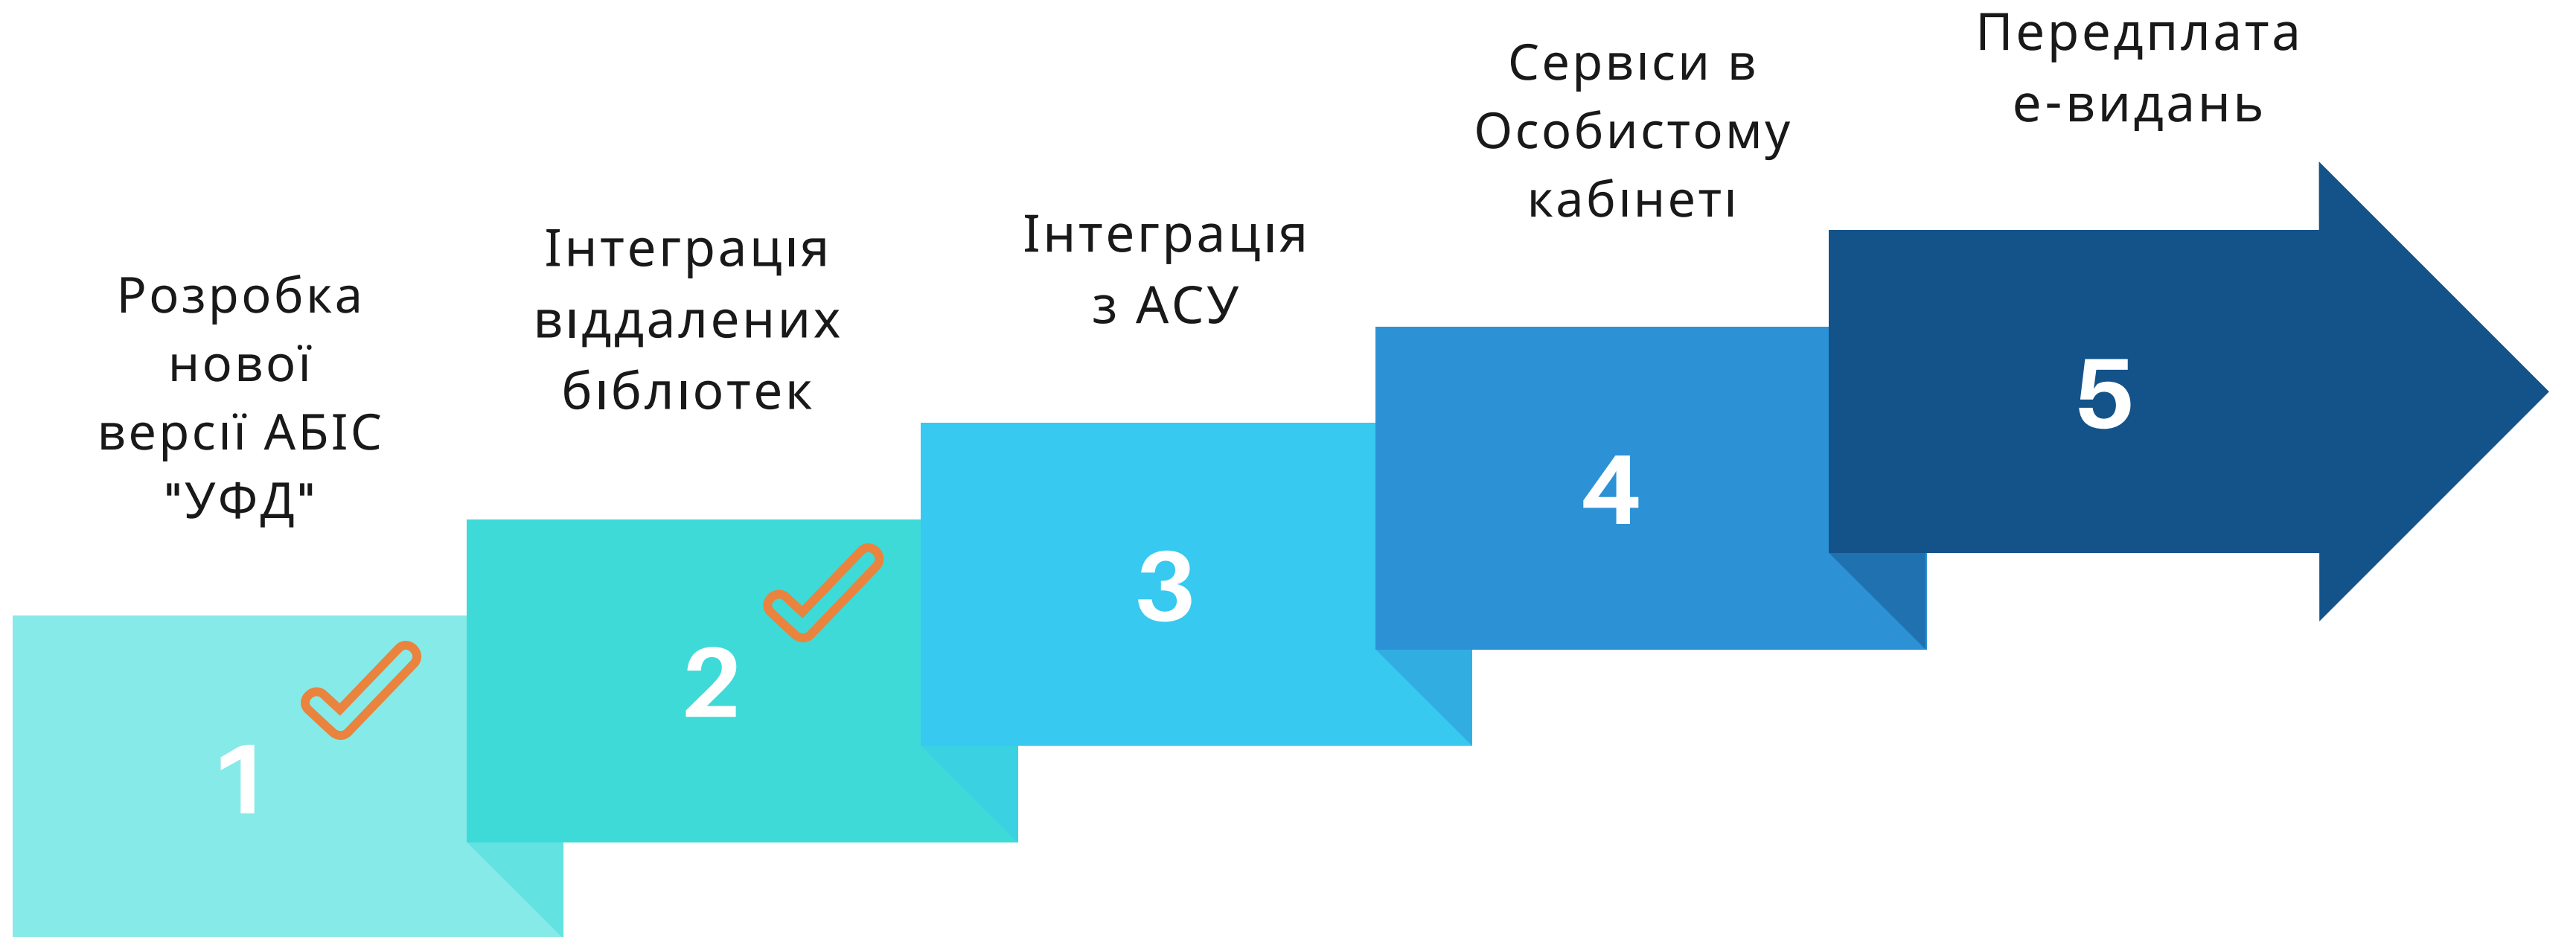 Розробка
нової
версії АБІС
"УФД"
1
Інтеграція
віддалених
бібліотек
2
Інтеграція
з АСУ
3
Сервіси в
Особистому
кабінеті
4
Передплата
е-видань
5